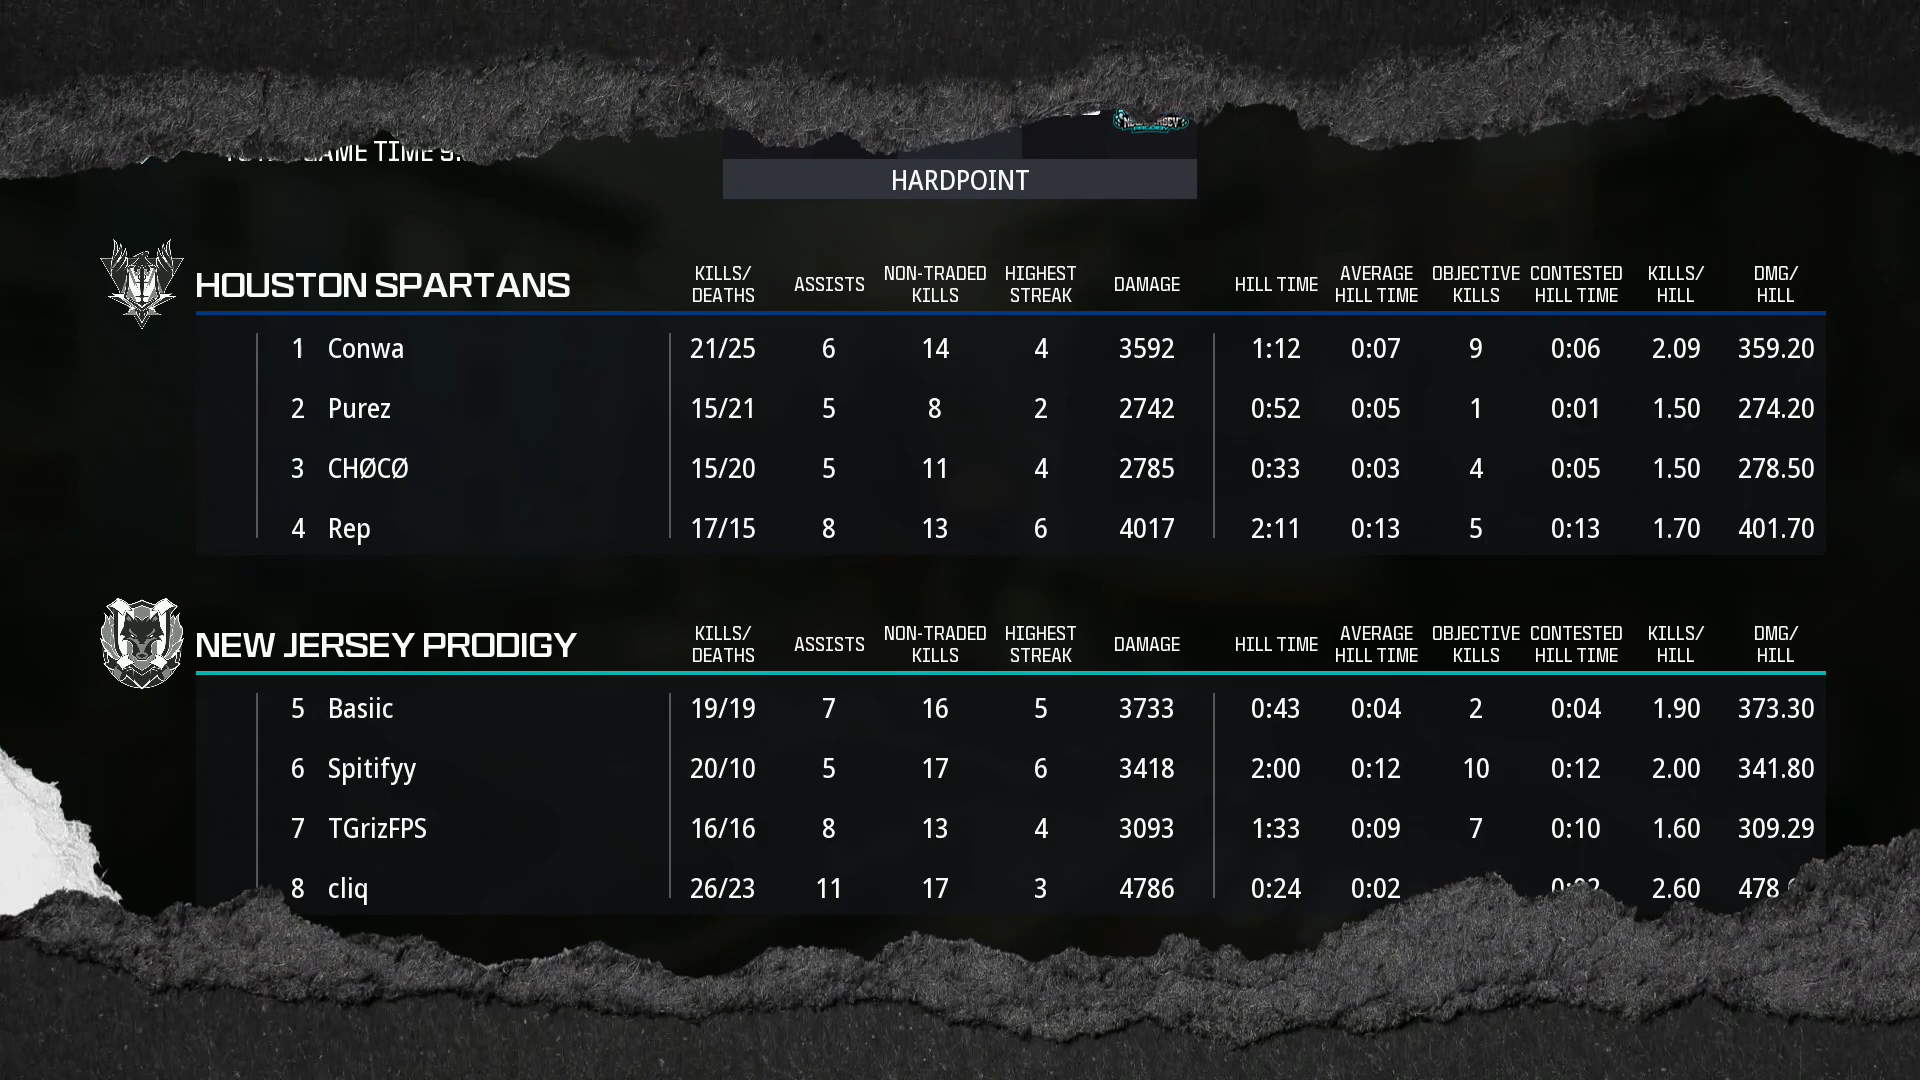 GAME TIME
HARDPOINT
HOUSTON SPARTANS KILLS/DEATHS ASSISTS NON-TRADED KILLS HIGHEST STREAK DAMAGE HILL TIME AVERAGE HILL TIME OBJECTIVE KILLS CONTESTED HILL TIME KILLS/HILL DMG/HILL
1 Conwa 21/25 6 14 4 3592 1:12 0:07 9 0:06 2.09 359.20
2 Purez 15/21 5 8 2 2742 0:52 0:05 1 0:01 1.50 274.20
3 CHØCØ 15/20 5 11 4 2785 0:33 0:03 4 0:05 1.50 278.50
4 Rep 17/15 8 13 6 4017 2:11 0:13 5 0:13 1.70 401.70
NEW JERSEY PRODIGY KILLS/DEATHS ASSISTS NON-TRADED KILLS HIGHEST STREAK DAMAGE HILL TIME AVERAGE HILL TIME OBJECTIVE KILLS CONTESTED HILL TIME KILLS/HILL DMG/HILL
5 Basiic 19/19 7 16 5 3733 0:43 0:04 2 0:04 1.90 373.30
6 Spitifyy 20/10 5 17 6 3418 2:00 0:12 10 0:12 2.00 341.80
7 TGrizFPS 16/16 8 13 4 3093 1:33 0:09 7 0:10 1.60 309.29
8 cliq 26/23 11 17 3 4786 0:24 0:02 2.60